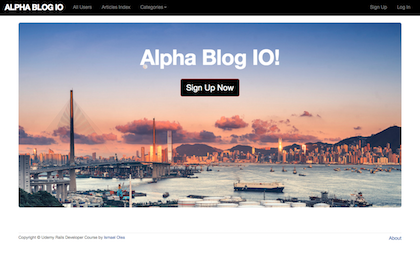 ALPHA BLOG IO All Users Articles Index Categories Sign Up Log In
Alpha Blog IO!
Sign Up Now
Copyright © Udemy Rails Developer Course by Ismael Olea About